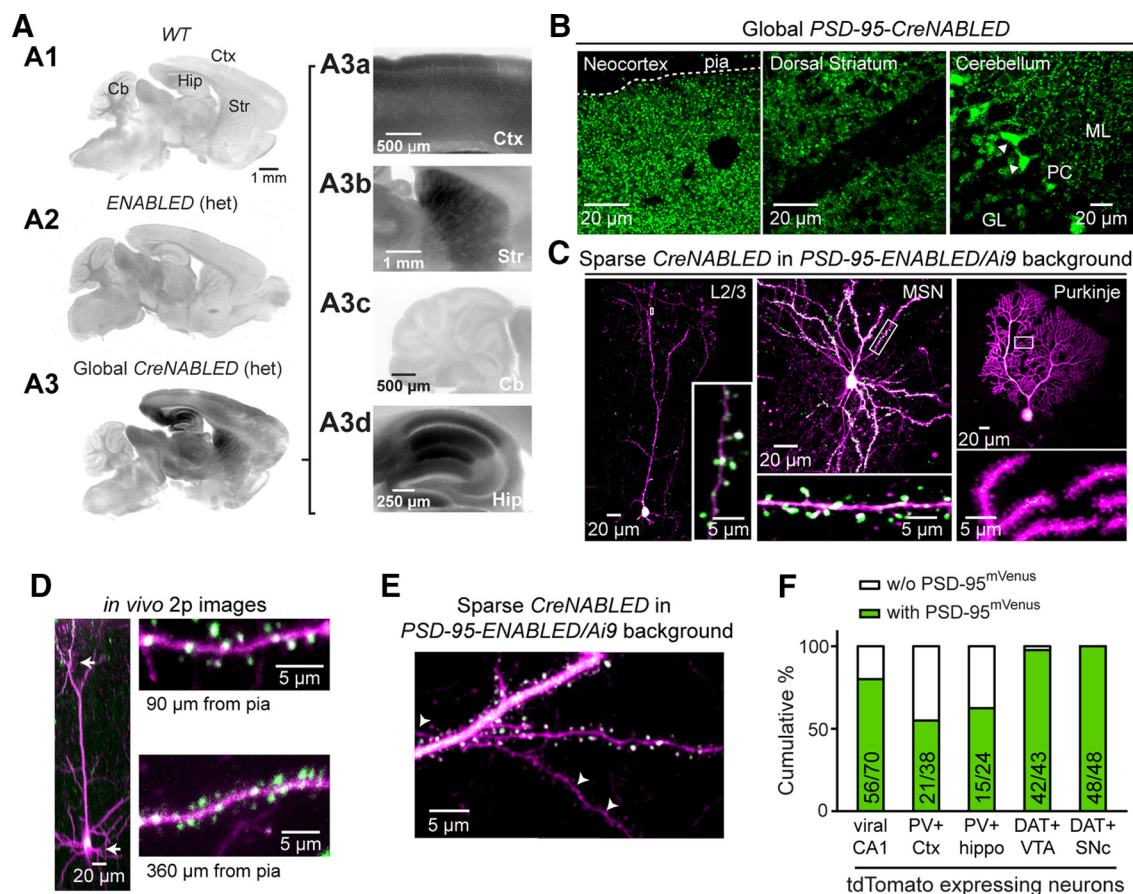 A
WT
A1
Ctx
Cb
Hip
Str
1 mm
ENABLED (het)
A2
Global CreNABLED (het)
A3
A3a
500 µm
Ctx
A3b
1 mm
Str
A3c
500 µm
Cb
A3d
250 µm
Hip
B
Global PSD-95-CreNABLED
Neocortex
pia
20 µm
Dorsal Striatum
20 µm
Cerebellum
ML
PC
GL
20 µm
C
Sparse CreNABLED in PSD-95-ENABLED/Ai9 background
L2/3
20 µm
5 µm
MSN
20 µm
5 µm
Purkinje
20 µm
5 µm
D
in vivo 2p images
20 µm
5 µm
90 µm from pia
5 µm
360 µm from pia
E
Sparse CreNABLED in
PSD-95-ENABLED/Ai9 background
5 µm
F
w/o PSD-95mVenus
with PSD-95mVenus
Cumulative %
100
50
0
56/70
21/38
15/24
42/43
48/48
viral CA1
PV+ Ctx
PV+ hippo
DAT+ VTA
DAT+ SNc
tdTomato expressing neurons